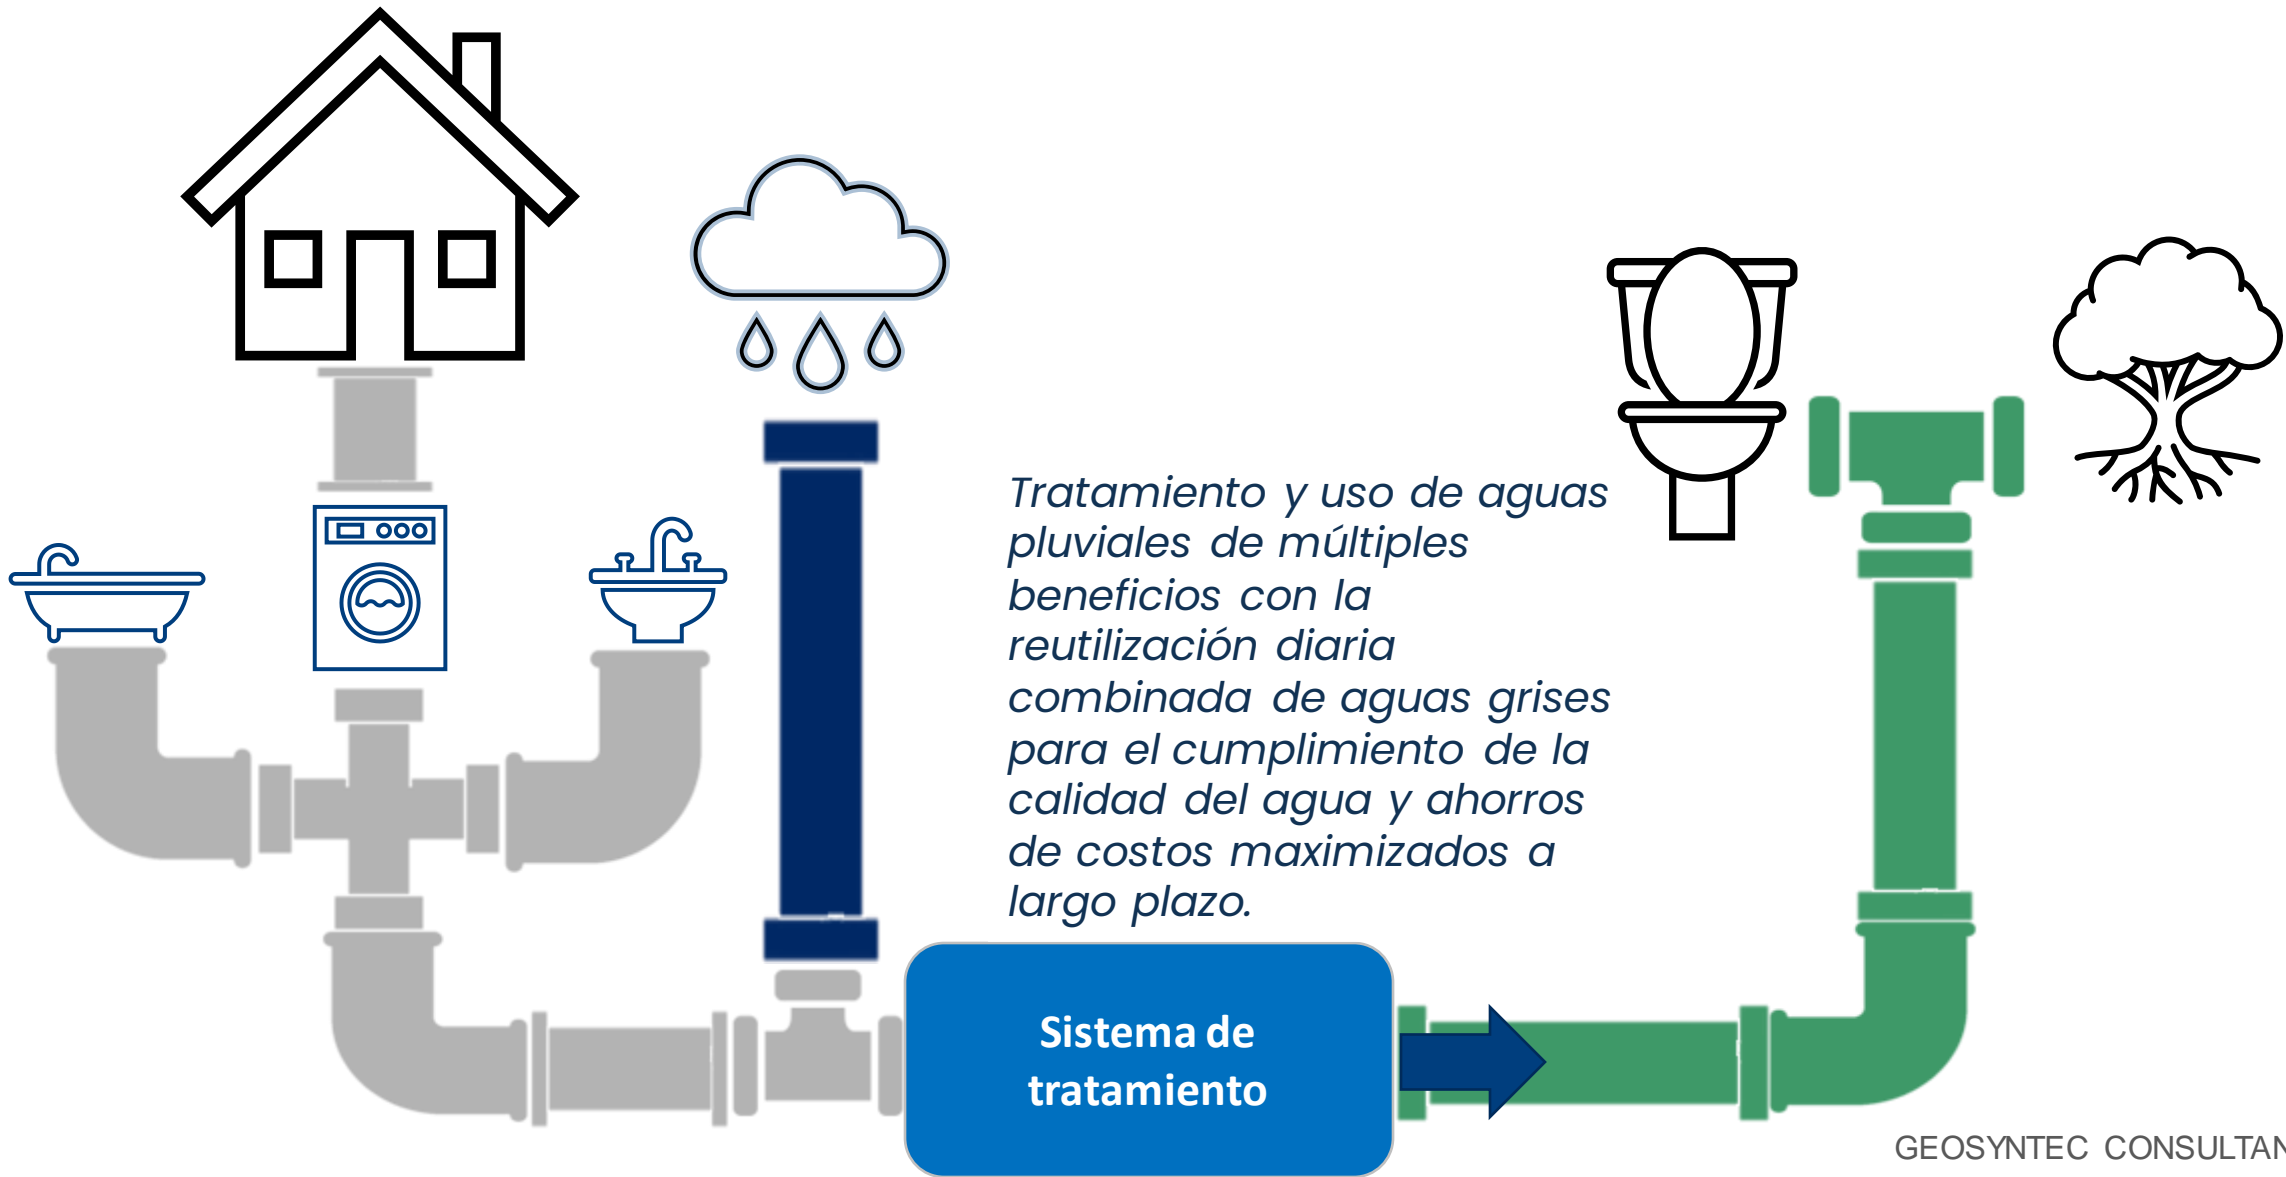 Tratamiento y uso de aguas
pluviales de múltiples
beneficios con la
reutilización diaria
combinada de aguas grises
para el cumplimiento de la
calidad del agua y ahorros
de costos maximizados a
largo plazo.
Sistema de
tratamiento
GEOSYNTEC CONSULTAN